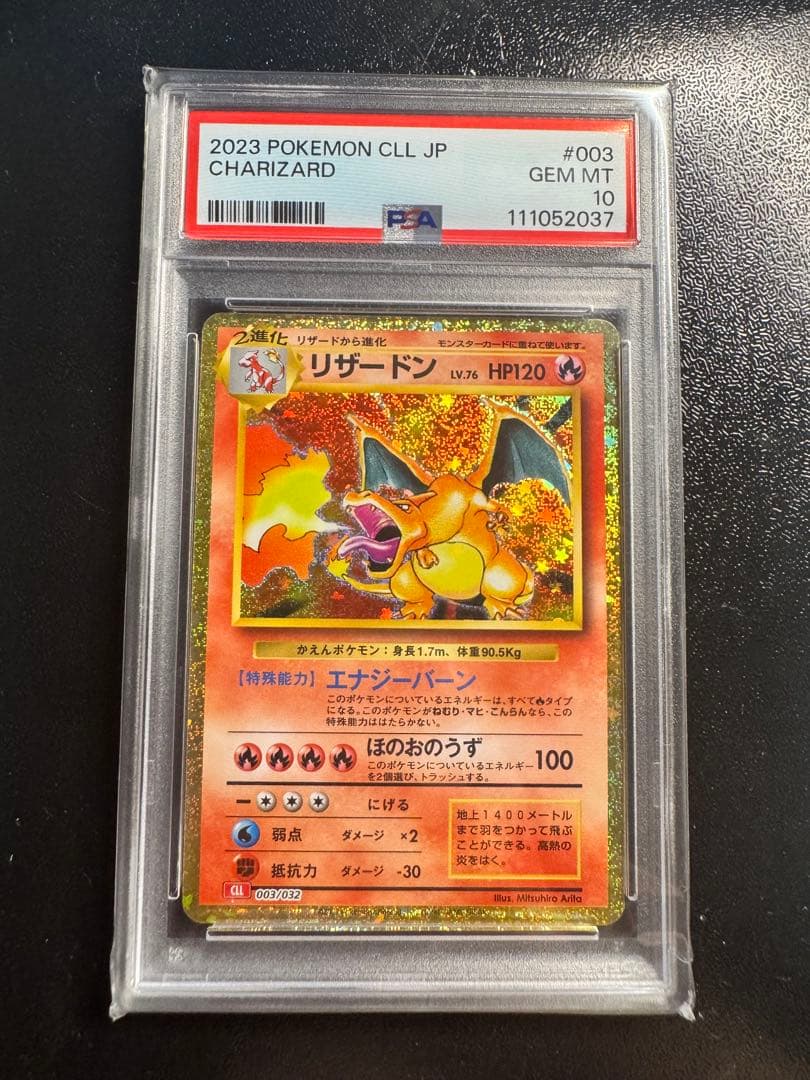 2023 POKEMON CLL JP #003
CHARIZARD GEM MT
10
PSA 111052037
2進化 リザードから進化 モンスターカードに重ねて使います。
リザードン LV.76 HP120
かえんポケモン：身長1.7m、体重90.5Kg
【特殊能力】エナジーバーン
このポケモンについているエネルギーは、すべてタイプ
になる。このポケモンがねむり・マヒ・こんらんなら、この
特殊能力ははたらかない。
ほのおのうず 100
このポケモンについているエネルギー
を2個選び、トラッシュする。
にげる
弱点 ダメージ ×2
抵抗力 ダメージ -30
地上1400メートル
まで羽をつかって飛ぶ
ことができる。高熱の
炎をはく。
CLL 003/032
Illus. Mitsuhiro Arita